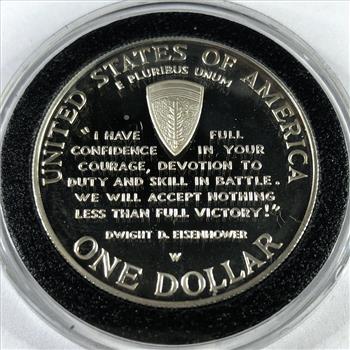 UNITED STATES OF AMERICA
E PLURIBUS UNUM
"I HAVE FULL
CONFIDENCE IN YOUR
COURAGE, DEVOTION TO
DUTY AND SKILL IN BATTLE.
WE WILL ACCEPT NOTHING
LESS THAN FULL VICTORY!"
DWIGHT D. EISENHOWER
W
ONE DOLLAR